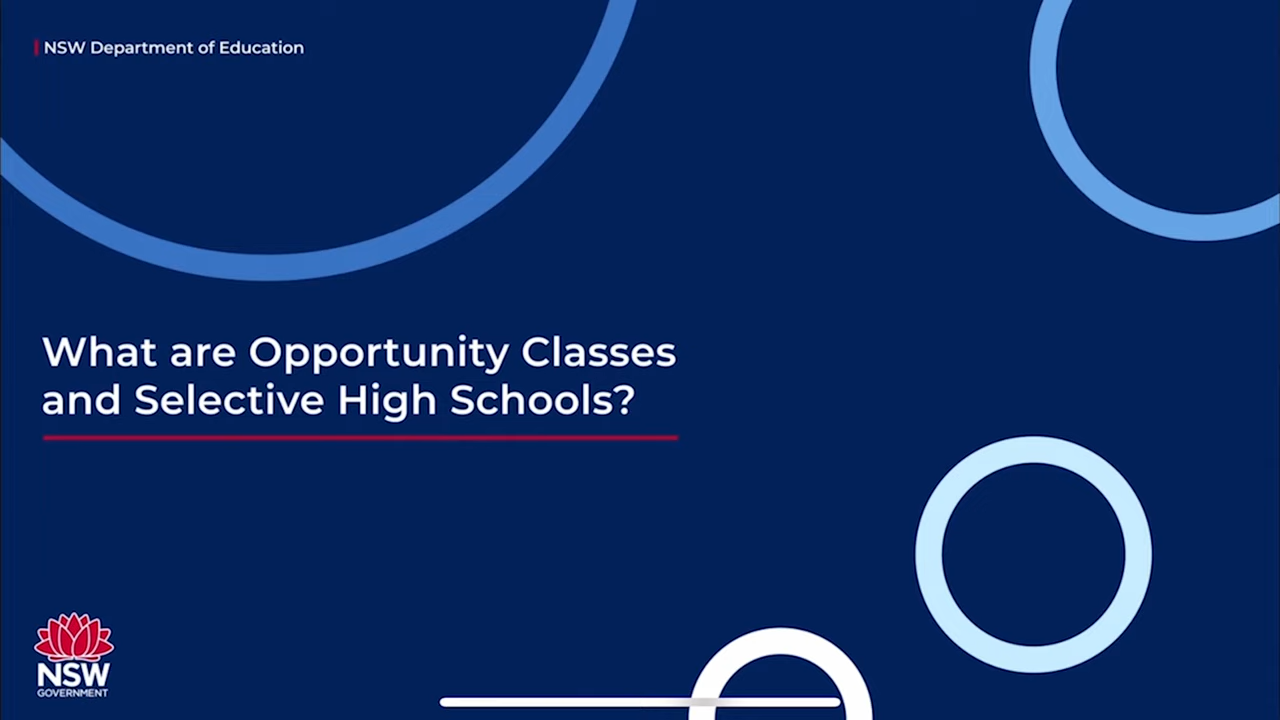 NSW Department of Education
What are Opportunity Classes
and Selective High Schools?
NSW
GOVERNMENT